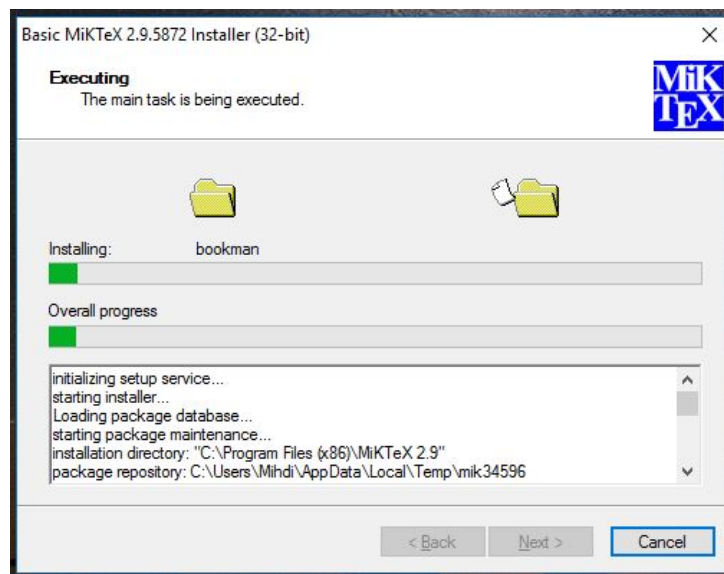 Basic MiKTeX 2.9.5872 Installer (32-bit)
Executing
The main task is being executed.
MiK
TEX
Installing: bookman
Overall progress
initializing setup service...
starting installer...
Loading package database...
starting package maintenance...
installation directory: "C:\Program Files (x86)\MiKTeX 2.9"
package repository: C:\Users\Mihdi\AppData\Local\Temp\mik34596
< Back Next > Cancel